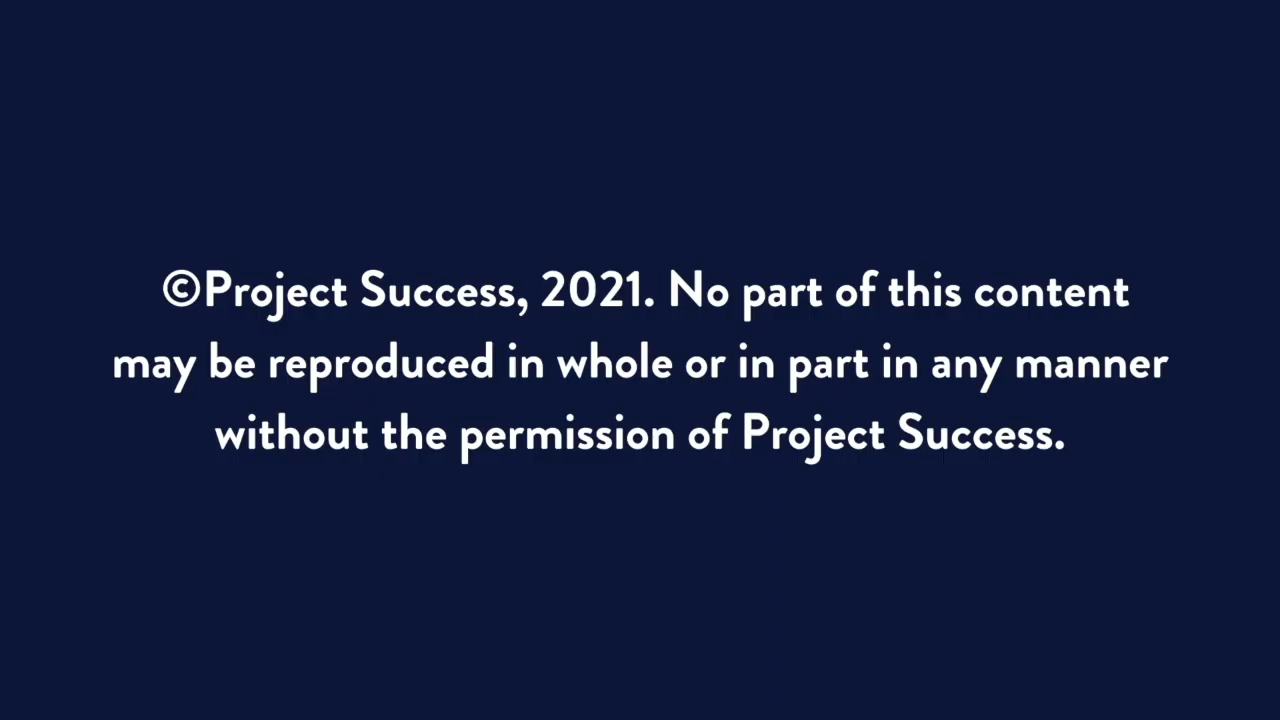 ©Project Success, 2021. No part of this content
may be reproduced in whole or in part in any manner
without the permission of Project Success.